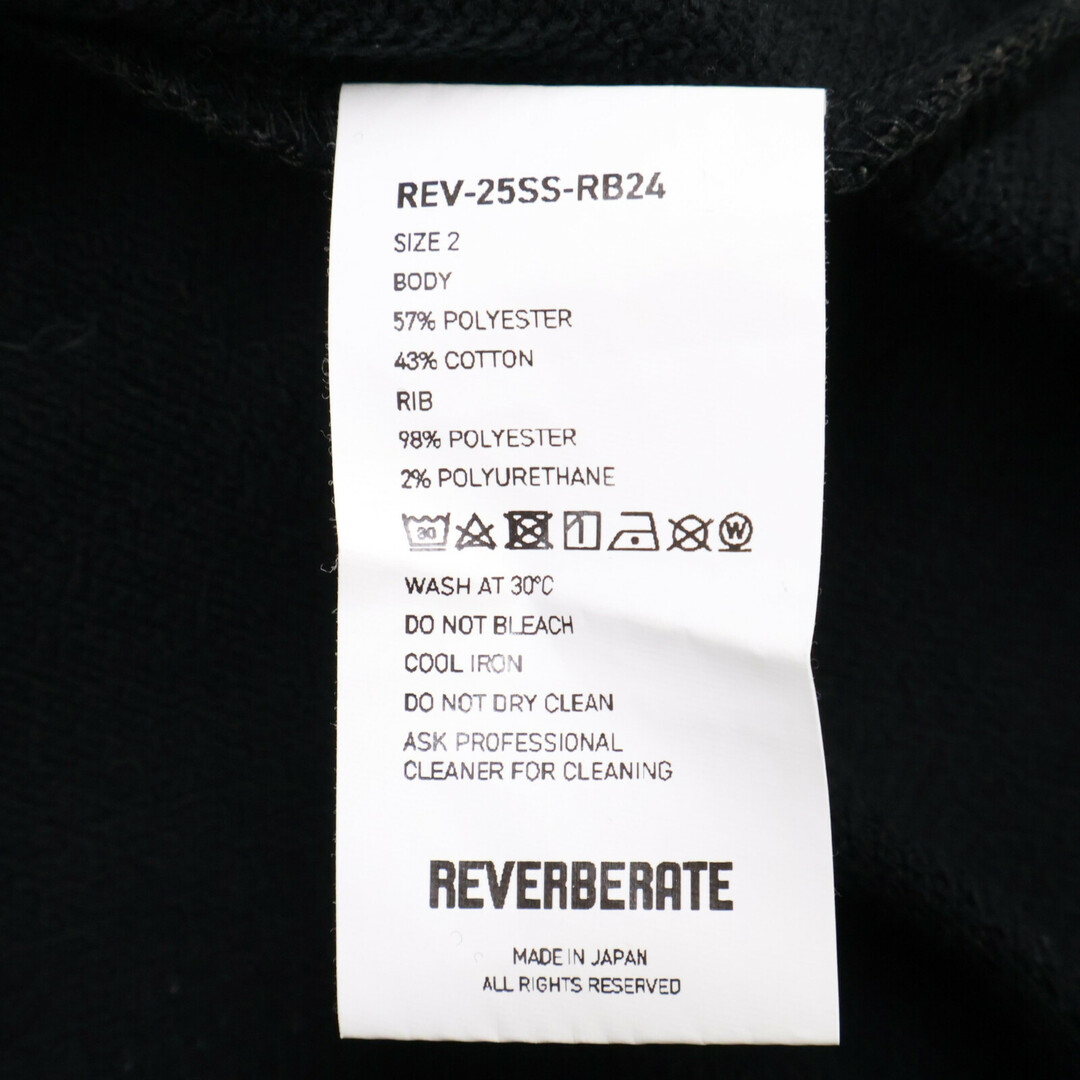 REV-25SS-RB24
SIZE 2
BODY
57% POLYESTER
43% COTTON
RIB
98% POLYESTER
2% POLYURETHANE
30 W
WASH AT 30°C
DO NOT BLEACH
COOL IRON
DO NOT DRY CLEAN
ASK PROFESSIONAL
CLEANER FOR CLEANING
REVERBERATE
MADE IN JAPAN
ALL RIGHTS RESERVED